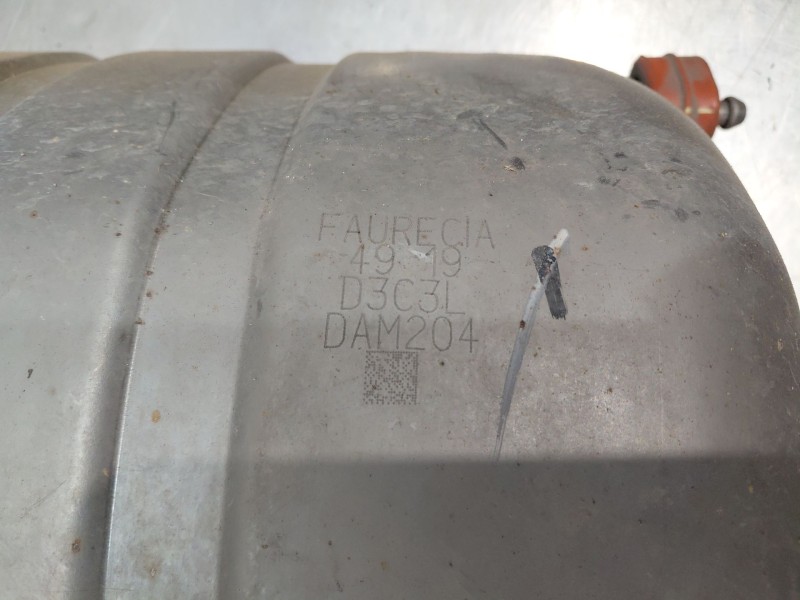 FAURECIA
49 19
D3C3L
DAM204